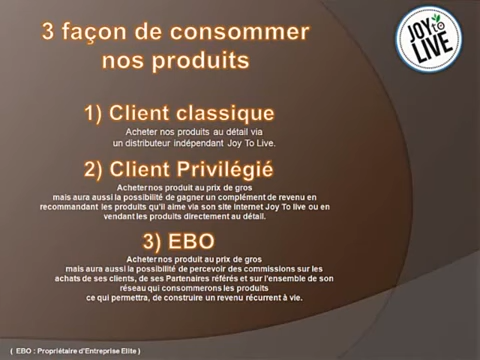 3 façon de consommer
nos produits
JOY to
LIVE
1) Client classique
Acheter nos produits au détail via
un distributeur indépendant Joy To Live.
2) Client Privilégié
Acheter nos produit au prix de gros
mais aura aussi la possibilité de gagner un complément de revenu en
recommandant les produits qu'il aime via son site internet Joy To live ou en
vendant les produits directement au détail.
3) EBO
Acheter nos produit au prix de gros
mais aura aussi la possibilité de percevoir des commissions sur les
achats de ses clients, de ses Partenaires référés et sur l'ensemble de son
réseau qui consommerons les produits
ce qui permettra, de construire un revenu récurrent à vie.
( EBO : Propriétaire d'Entreprise Elite )